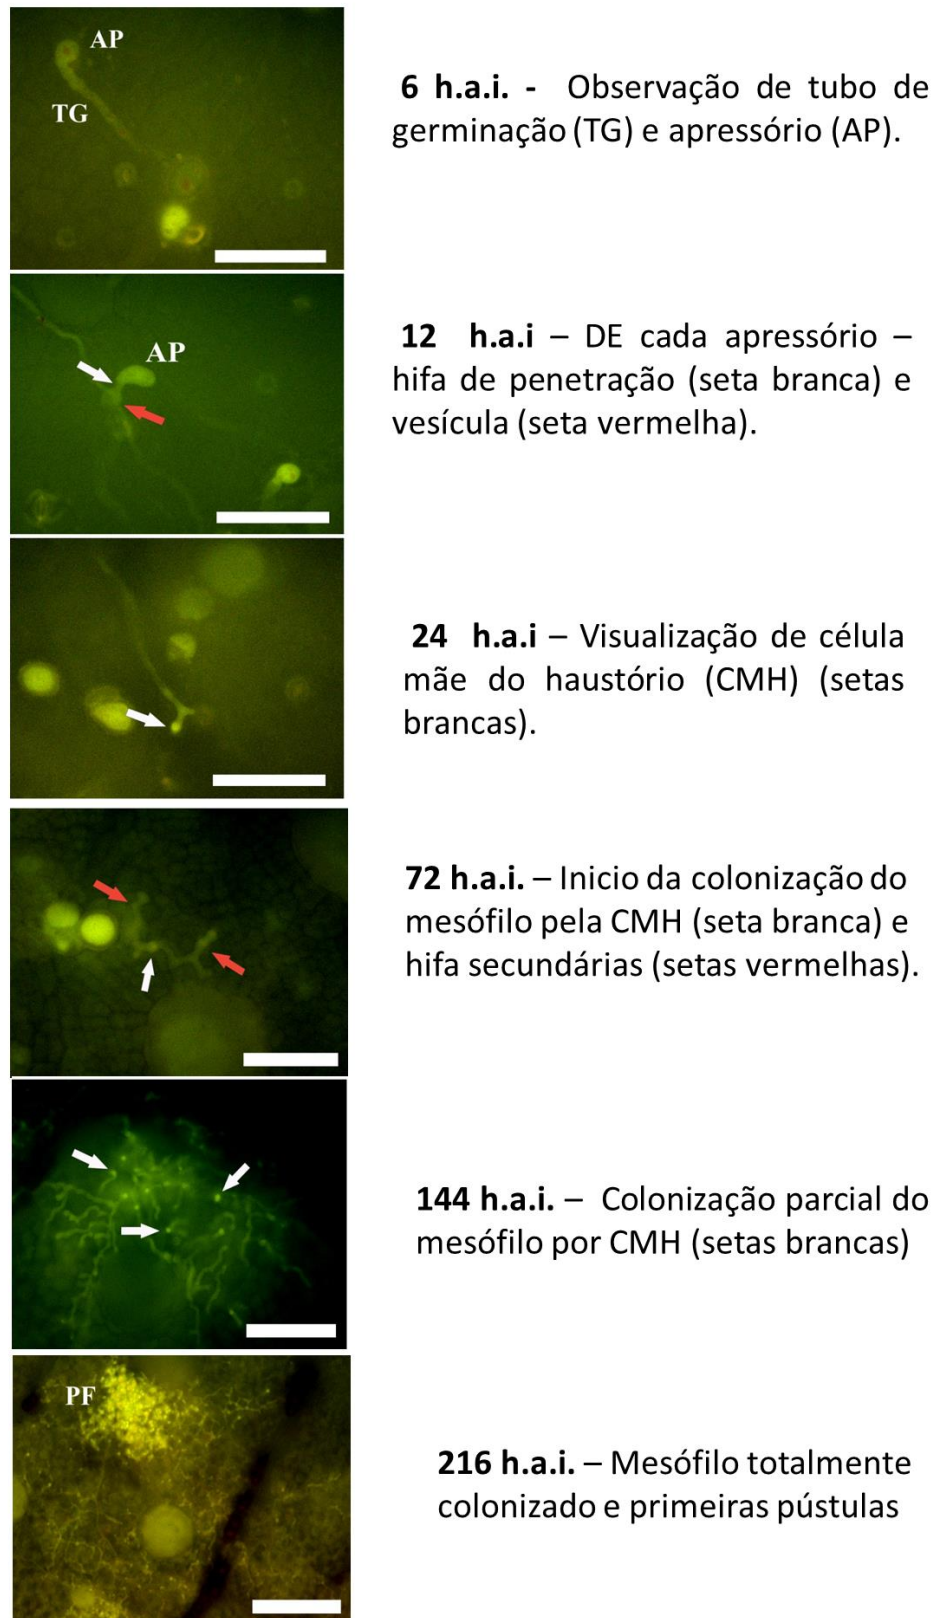 AP
TG
6 h.a.i. - Observação de tubo de
germinação (TG) e apressório (AP).
AP
12 h.a.i – DE cada apressório –
hifa de penetração (seta branca) e
vesícula (seta vermelha).
24 h.a.i – Visualização de célula
mãe do haustório (CMH) (setas
brancas).
72 h.a.i. – Inicio da colonização do
mesófilo pela CMH (seta branca) e
hifa secundárias (setas vermelhas).
144 h.a.i. – Colonização parcial do
mesófilo por CMH (setas brancas)
PF
216 h.a.i. – Mesófilo totalmente
colonizado e primeiras pústulas